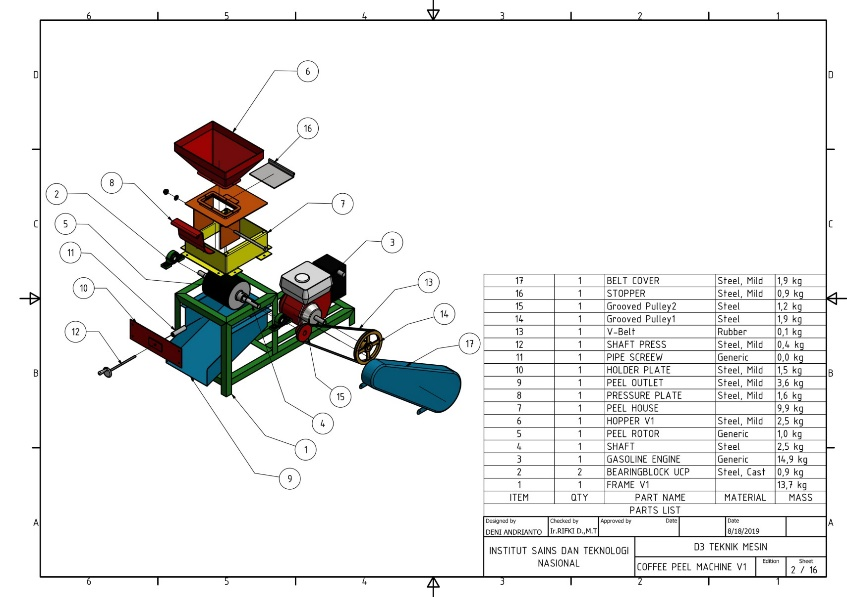 6 5 4 3 2 1
D D
6
16
8
2
7
C C
5
3
11
10
13
14
12
17
B B
15
4
1
9
A A
17 1 BELT COVER Steel, Mild 1,9 kg
16 1 STOPPER Steel, Mild 0,9 kg
15 1 Grooved Pulley2 Steel 1,2 kg
14 1 Grooved Pulley1 Steel 1,9 kg
13 1 V-Belt Rubber 0,1 kg
12 1 SHAFT PRESS Steel, Mild 0,4 kg
11 1 PIPE SCREEW Generic 0,0 kg
10 1 HOLDER PLATE Steel, Mild 1,5 kg
9 1 PEEL OUTLET Steel, Mild 3,6 kg
8 1 PRESSURE PLATE Steel, Mild 1,6 kg
7 1 PEEL HOUSE 9,9 kg
6 1 HOPPER V1 Steel, Mild 2,5 kg
5 1 PEEL ROTOR Generic 1,0 kg
4 1 SHAFT Steel 2,5 kg
3 1 GASOLINE ENGINE Generic 14,9 kg
2 2 BEARINGBLOCK UCP Steel, Cast 0,9 kg
1 1 FRAME V1 13,7 kg
ITEM QTY PART NAME MATERIAL MASS
PARTS LIST
Designed by Checked by Approved by Date Date
DENI ANDRIANTO Ir.RIFKI D.,M.T 8/18/2019
INSTITUT SAINS DAN TEKNOLOGI
NASIONAL
D3 TEKNIK MESIN
COFFEE PEEL MACHINE V1
Edition Sheet
2 / 16
6 5 4 3 2 1